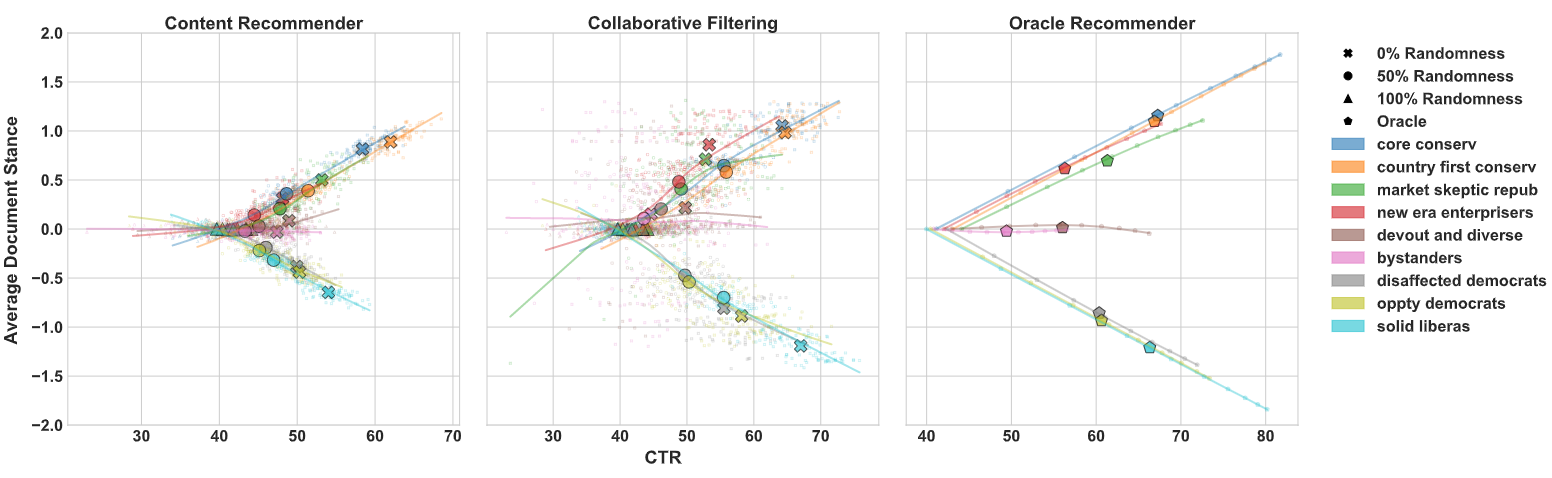 Content Recommender
Collaborative Filtering
Oracle Recommender
Average Document Stance
2.0
1.5
1.0
0.5
0.0
−0.5
−1.0
−1.5
−2.0
30 40 50 60 70
30 40 50 60 70
40 50 60 70 80
CTR
0% Randomness
50% Randomness
100% Randomness
Oracle
core conserv
country first conserv
market skeptic repub
new era enterprisers
devout and diverse
bystanders
disaffected democrats
oppty democrats
solid liberas